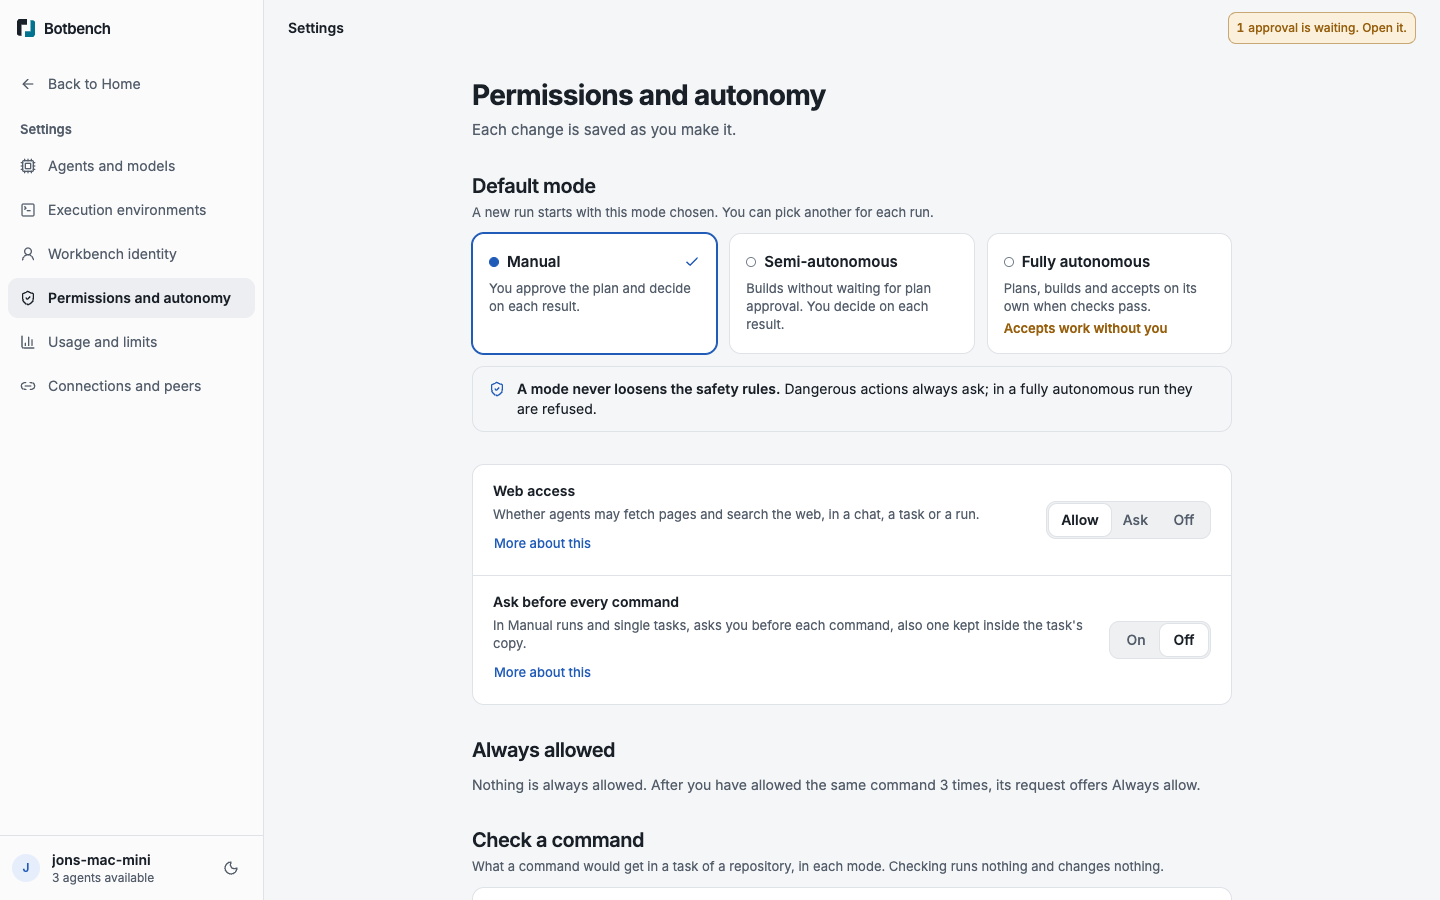 Botbench
Settings
1 approval is waiting. Open it.
Back to Home
Settings
Agents and models
Execution environments
Workbench identity
Permissions and autonomy
Usage and limits
Connections and peers
Permissions and autonomy
Each change is saved as you make it.
Default mode
A new run starts with this mode chosen. You can pick another for each run.
Manual
You approve the plan and decide
on each result.
Semi-autonomous
Builds without waiting for plan
approval. You decide on each
result.
Fully autonomous
Plans, builds and accepts on its
own when checks pass.
Accepts work without you
A mode never loosens the safety rules. Dangerous actions always ask; in a fully autonomous run they
are refused.
Web access
Whether agents may fetch pages and search the web, in a chat, a task or a run.
More about this
Allow Ask Off
Ask before every command
In Manual runs and single tasks, asks you before each command, also one kept inside the task's
copy.
More about this
On Off
Always allowed
Nothing is always allowed. After you have allowed the same command 3 times, its request offers Always allow.
Check a command
What a command would get in a task of a repository, in each mode. Checking runs nothing and changes nothing.
J
jons-mac-mini
3 agents available